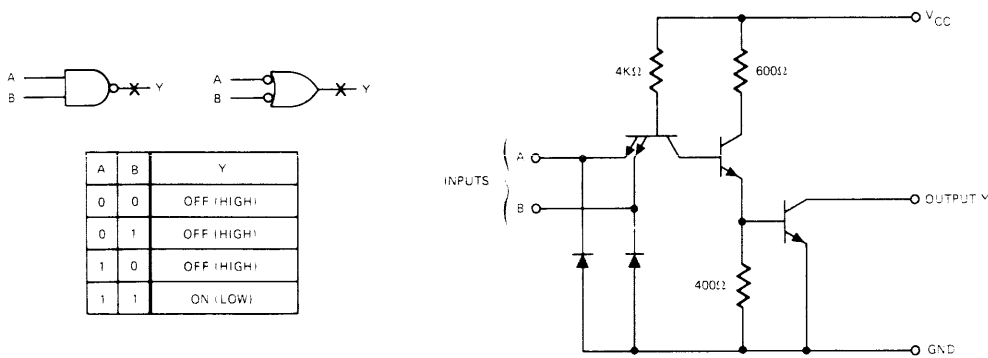 A
B
Y
A
B
Y
A B Y
0 0 OFF (HIGH)
0 1 OFF (HIGH)
1 0 OFF (HIGH)
1 1 ON (LOW)
VCC
4KΩ
600Ω
INPUTS
A
B
OUTPUT Y
400Ω
GND